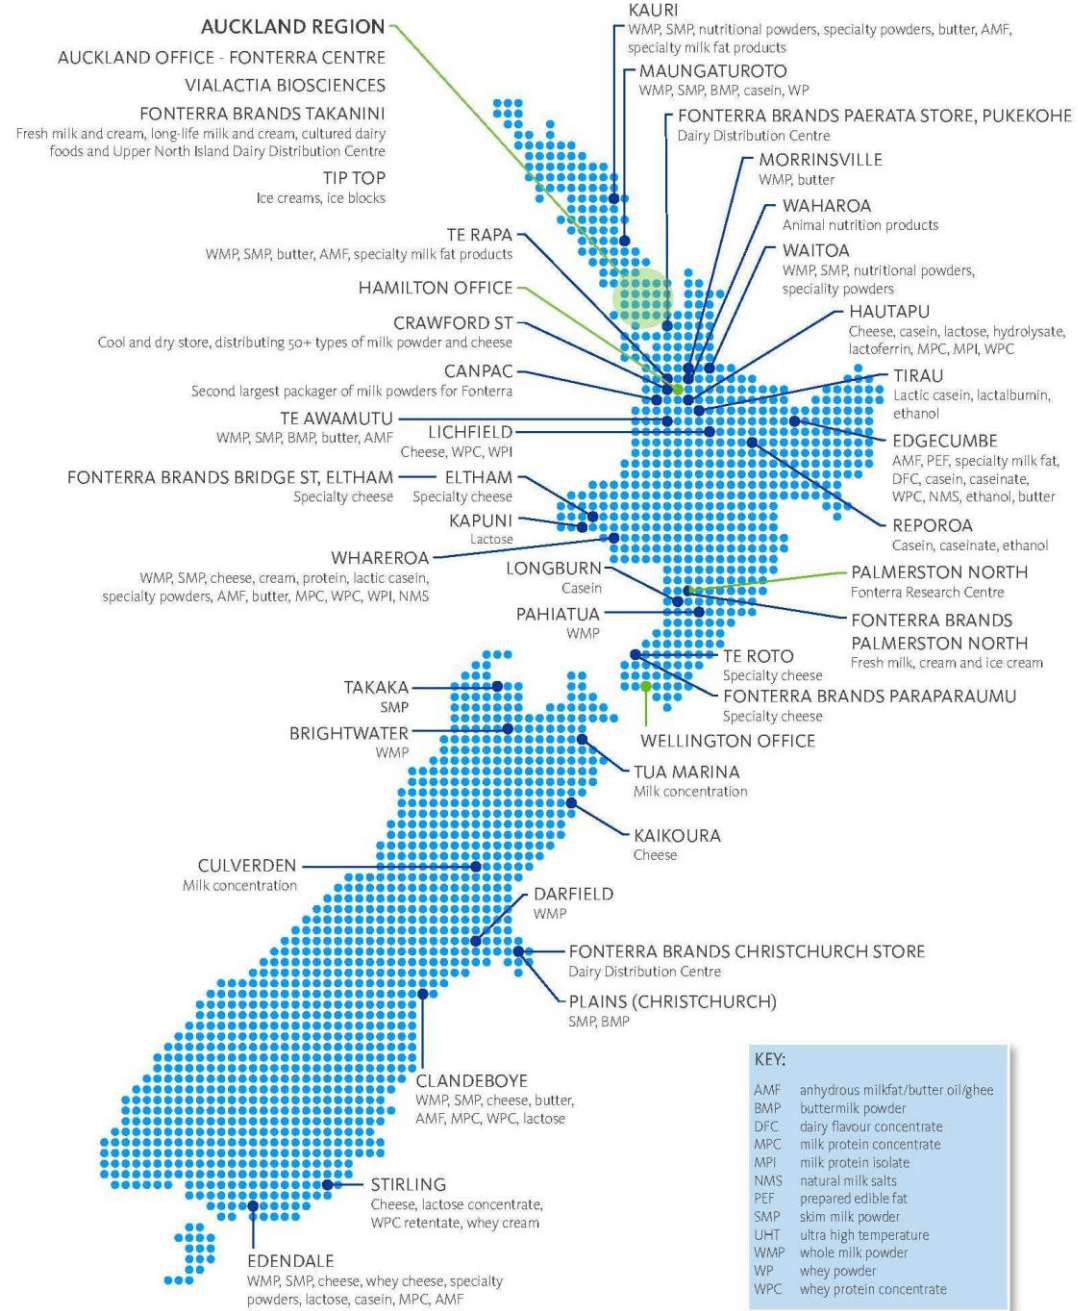 AUCKLAND REGION
AUCKLAND OFFICE - FONTERRA CENTRE
VIALACTIA BIOSCIENCES
FONTERRA BRANDS TAKANINI
Fresh milk and cream, long-life milk and cream, cultured dairy
foods and Upper North Island Dairy Distribution Centre
TIP TOP
Ice creams, ice blocks
TE RAPA
WMP, SMP, butter, AMF, specialty milk fat products
HAMILTON OFFICE
CRAWFORD ST
Cool and dry store, distributing 50+ types of milk powder and cheese
CANPAC
Second largest packager of milk powders for Fonterra
TE AWAMUTU
WMP, SMP, BMP, butter, AMF
LICHFIELD
Cheese, WPC, WPI
FONTERRA BRANDS BRIDGE ST, ELTHAM
Specialty cheese
ELTHAM
Specialty cheese
KAPUNI
Lactose
WHAREROA
WMP, SMP, cheese, cream, protein, lactic casein,
specialty powders, AMF, butter, MPC, WPC, WPI, NMS
LONGBURN
Casein
PAHIATUA
WMP
KAURI
WMP, SMP, nutritional powders, specialty powders, butter, AMF,
specialty milk fat products
MAUNGATUROTO
WMP, SMP, BMP, casein, WP
FONTERRA BRANDS PAERATA STORE, PUKEKOHE
Dairy Distribution Centre
MORRINSVILLE
WMP, butter
WAHAROA
Animal nutrition products
WAITOA
WMP, SMP, nutritional powders,
speciality powders
HAUTAPU
Cheese, casein, lactose, hydrolysate,
lactoferrin, MPC, MPI, WPC
TIRAU
Lactic casein, lactalbumin,
ethanol
EDGECUMBE
AMF, PEF, specialty milk fat,
DFC, casein, caseinate,
WPC, NMS, ethanol, butter
REPOROA
Casein, caseinate, ethanol
PALMERSTON NORTH
Fonterra Research Centre
FONTERRA BRANDS
PALMERSTON NORTH
Fresh milk, cream and ice cream
TE ROTO
Specialty cheese
FONTERRA BRANDS PARAPARAUMU
Specialty cheese
WELLINGTON OFFICE
TAKAKA
SMP
BRIGHTWATER
WMP
TUA MARINA
Milk concentration
KAIKOURA
Cheese
CULVERDEN
Milk concentration
DARFIELD
WMP
FONTERRA BRANDS CHRISTCHURCH STORE
Dairy Distribution Centre
PLAINS (CHRISTCHURCH)
SMP, BMP
CLANDEBOYE
WMP, SMP, cheese, butter,
AMF, MPC, WPC, lactose
STIRLING
Cheese, lactose concentrate,
WPC retentate, whey cream
EDENDALE
WMP, SMP, cheese, whey cheese, specialty
powders, lactose, casein, MPC, AMF
KEY:
AMF anhydrous milkfat/butter oil/ghee
BMP buttermilk powder
DFC dairy flavour concentrate
MPC milk protein concentrate
MPI milk protein isolate
NMS natural milk salts
PEF prepared edible fat
SMP skim milk powder
UHT ultra high temperature
WMP whole milk powder
WP whey powder
WPC whey protein concentrate